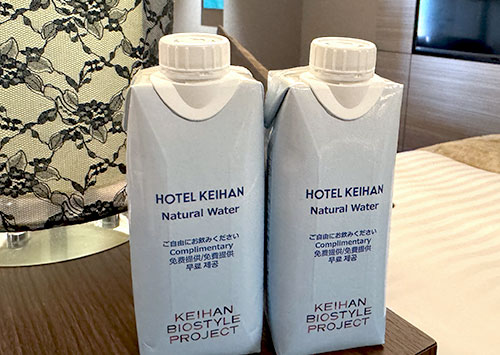 HOTEL KEIHAN
Natural Water
ご自由にお飲みください
Complimentary
免费提供/免費提供
무료 제공
KEIHAN
BIOSTYLE
PROJECT
HOTEL KEIHAN
Natural Water
ご自由にお飲みください
Complimentary
免费提供/免費提供
무료 제공
KEIHAN
BIOSTYLE
PROJECT